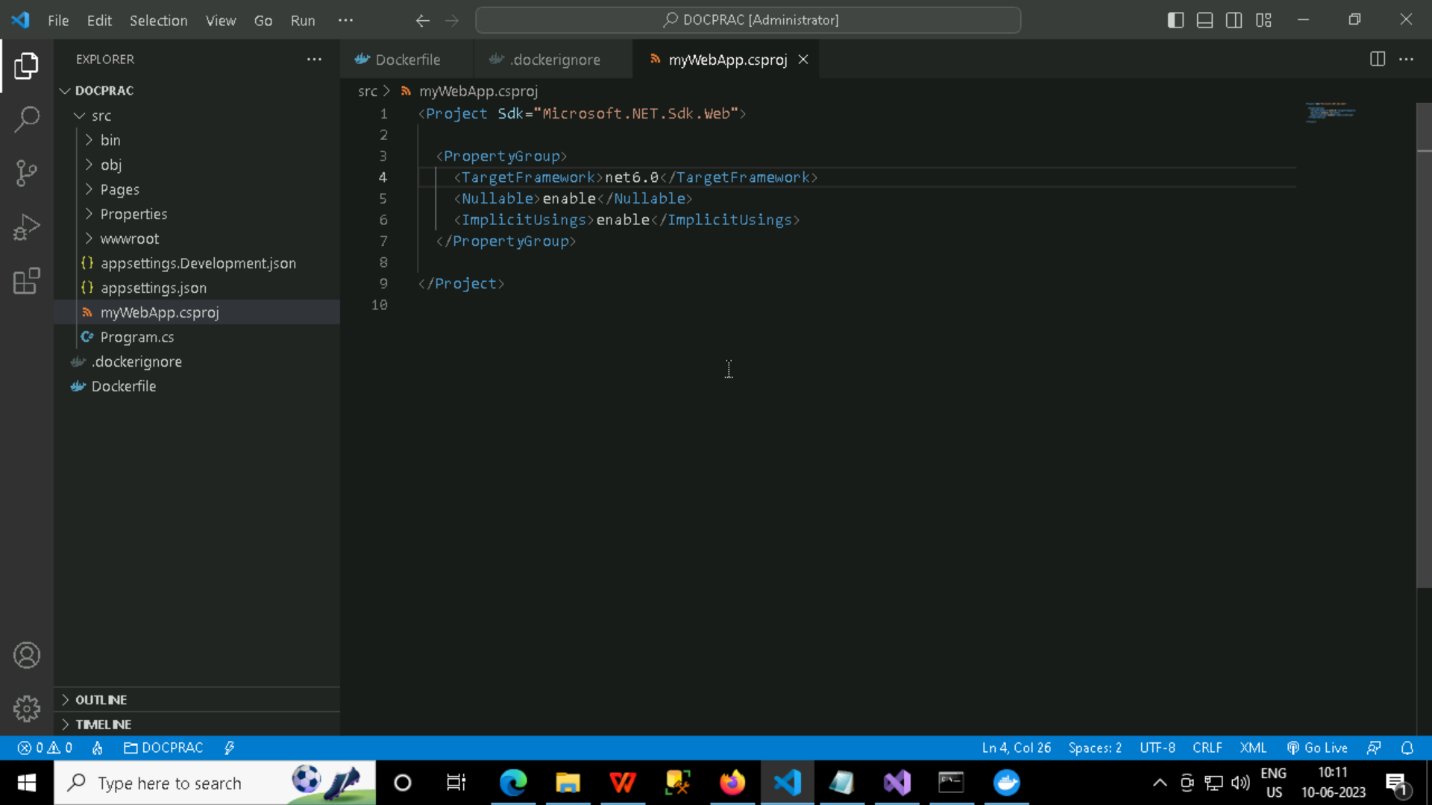 File Edit Selection View Go Run ···
DOCPRAC [Administrator]
EXPLORER ···
Dockerfile .dockerignore myWebApp.csproj
DOCPRAC
src
bin
obj
Pages
Properties
wwwroot
appsettings.Development.json
appsettings.json
myWebApp.csproj
Program.cs
.dockerignore
Dockerfile
OUTLINE
TIMELINE
src > myWebApp.csproj
1 <Project Sdk="Microsoft.NET.Sdk.Web">
2
3 <PropertyGroup>
4 <TargetFramework>net6.0</TargetFramework>
5 <Nullable>enable</Nullable>
6 <ImplicitUsings>enable</ImplicitUsings>
7 </PropertyGroup>
8
9 </Project>
10
0 0 DOCPRAC Ln 4, Col 26 Spaces: 2 UTF-8 CRLF XML Go Live
Type here to search
ENG
US
10:11
10-06-2023
1